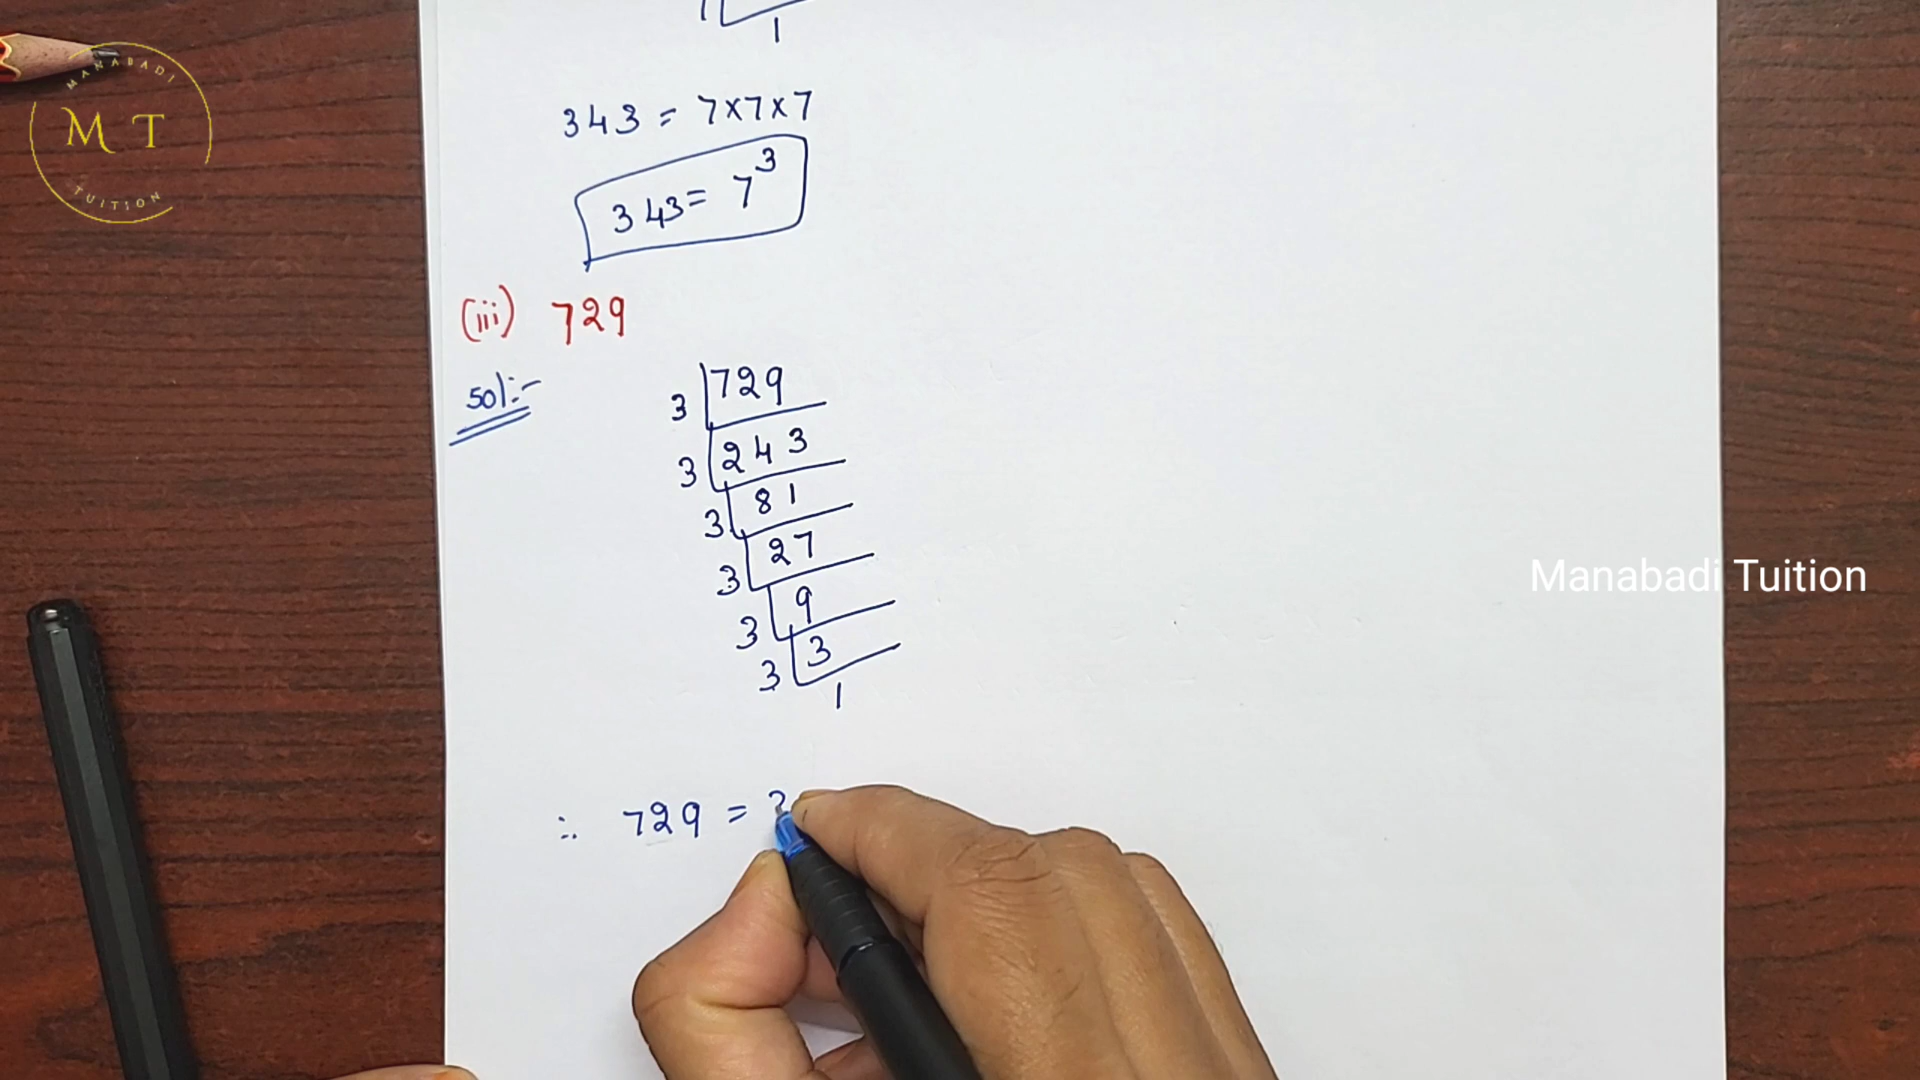 MANABADI
M T
TUITION
1
343 = 7×7×7
343 = 7³
(iii) 729
Sol:-
3 | 729
3 | 243
3 | 81
3 | 27
3 | 9
3 | 3
1
Manabadi Tuition
∴ 729 = 3